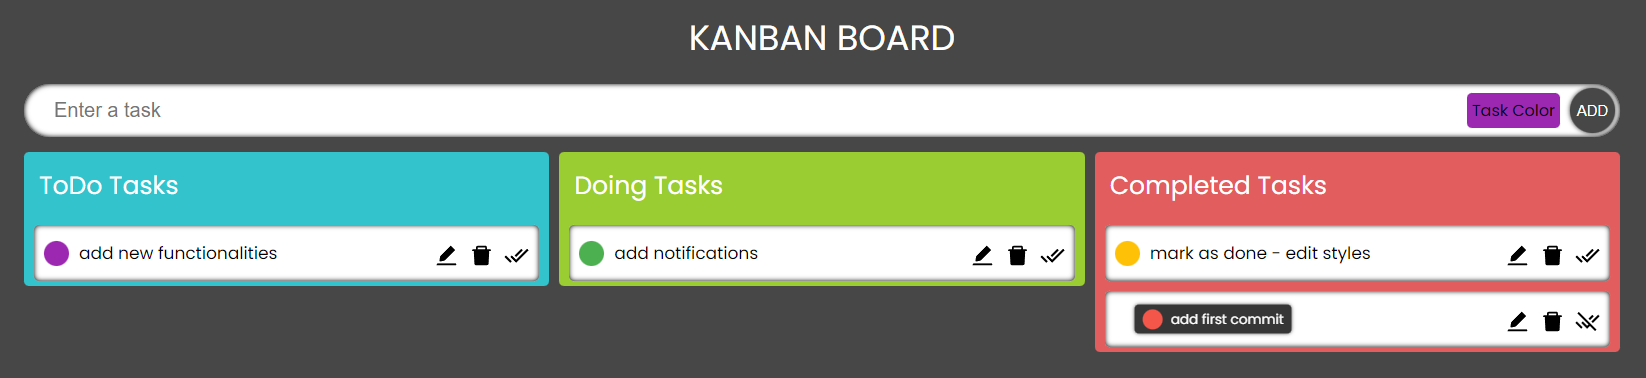 KANBAN BOARD
Enter a task
Task Color
ADD
ToDo Tasks
add new functionalities
Doing Tasks
add notifications
Completed Tasks
mark as done - edit styles
add first commit